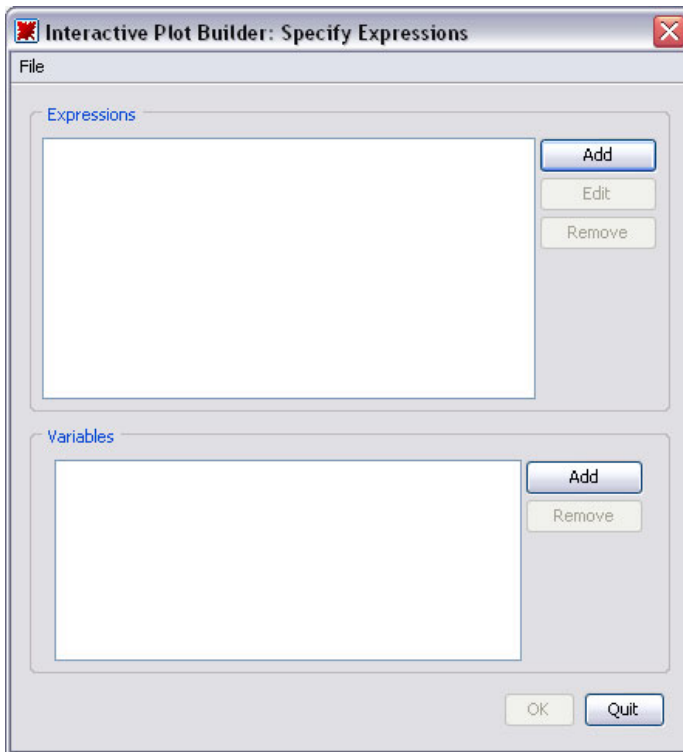 Interactive Plot Builder: Specify Expressions
File
Expressions
Add
Edit
Remove
Variables
Add
Remove
OK
Quit